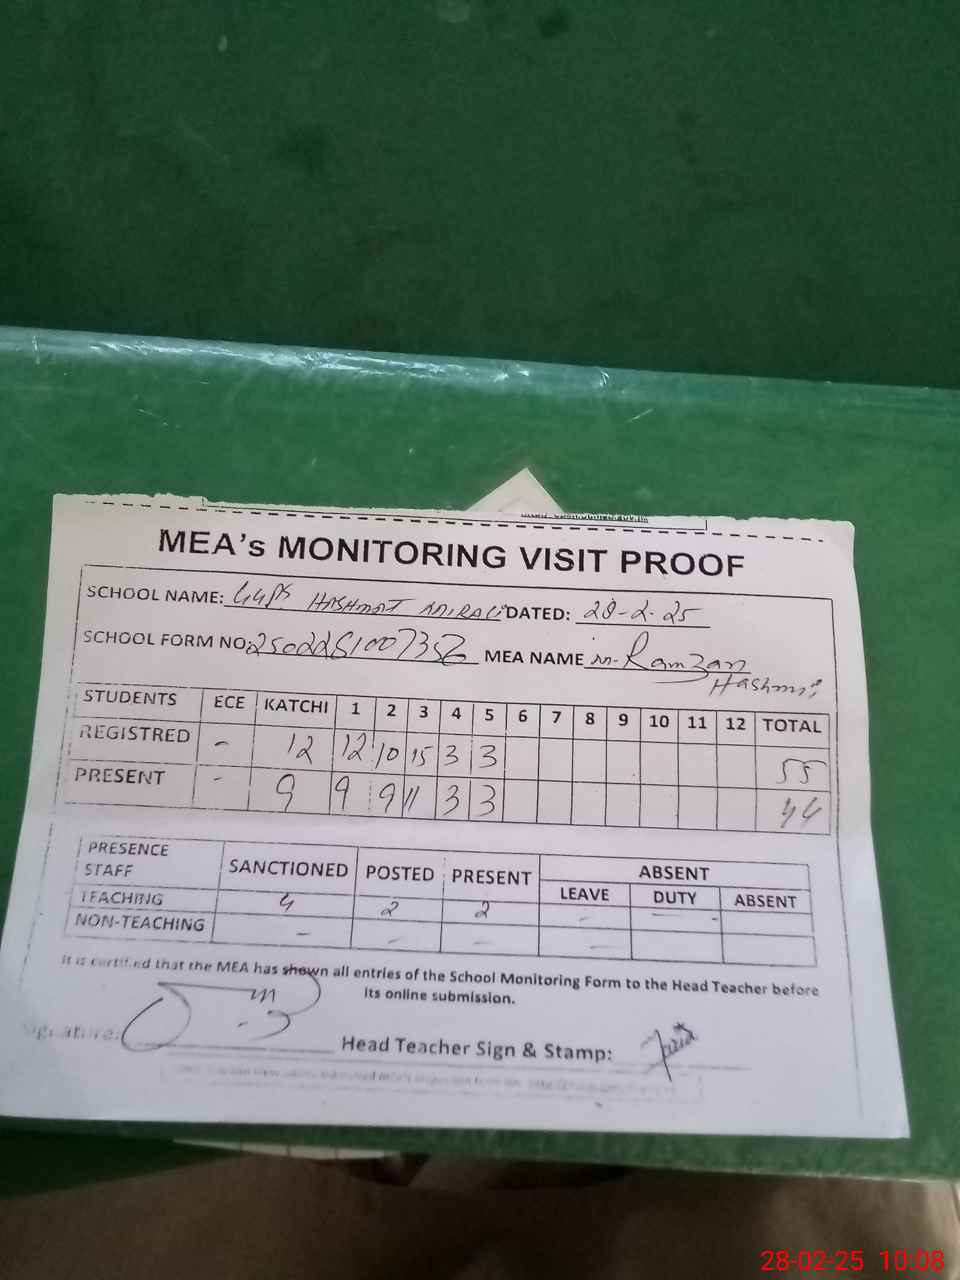 MEA's MONITORING VISIT PROOF
SCHOOL NAME: GGPS HASHMAT MIRALI DATED: 28-2-25
SCHOOL FORM NO: MEA NAME m. Ramzan
Hashmi
STUDENTS ECE KATCHI 1 2 3 4 5 6 7 8 9 10 11 12 TOTAL
REGISTRED - 12 12 10 15 3 3 55
PRESENT - 9 9 9 11 3 3 44
PRESENCE STAFF SANCTIONED POSTED PRESENT ABSENT
LEAVE DUTY ABSENT
TEACHING 4 2 2 - - -
NON-TEACHING - - - -
It is certified that the MEA has shown all entries of the School Monitoring Form to the Head Teacher before
its online submission.
Signature: Head Teacher Sign & Stamp:
28-02-25 10:08